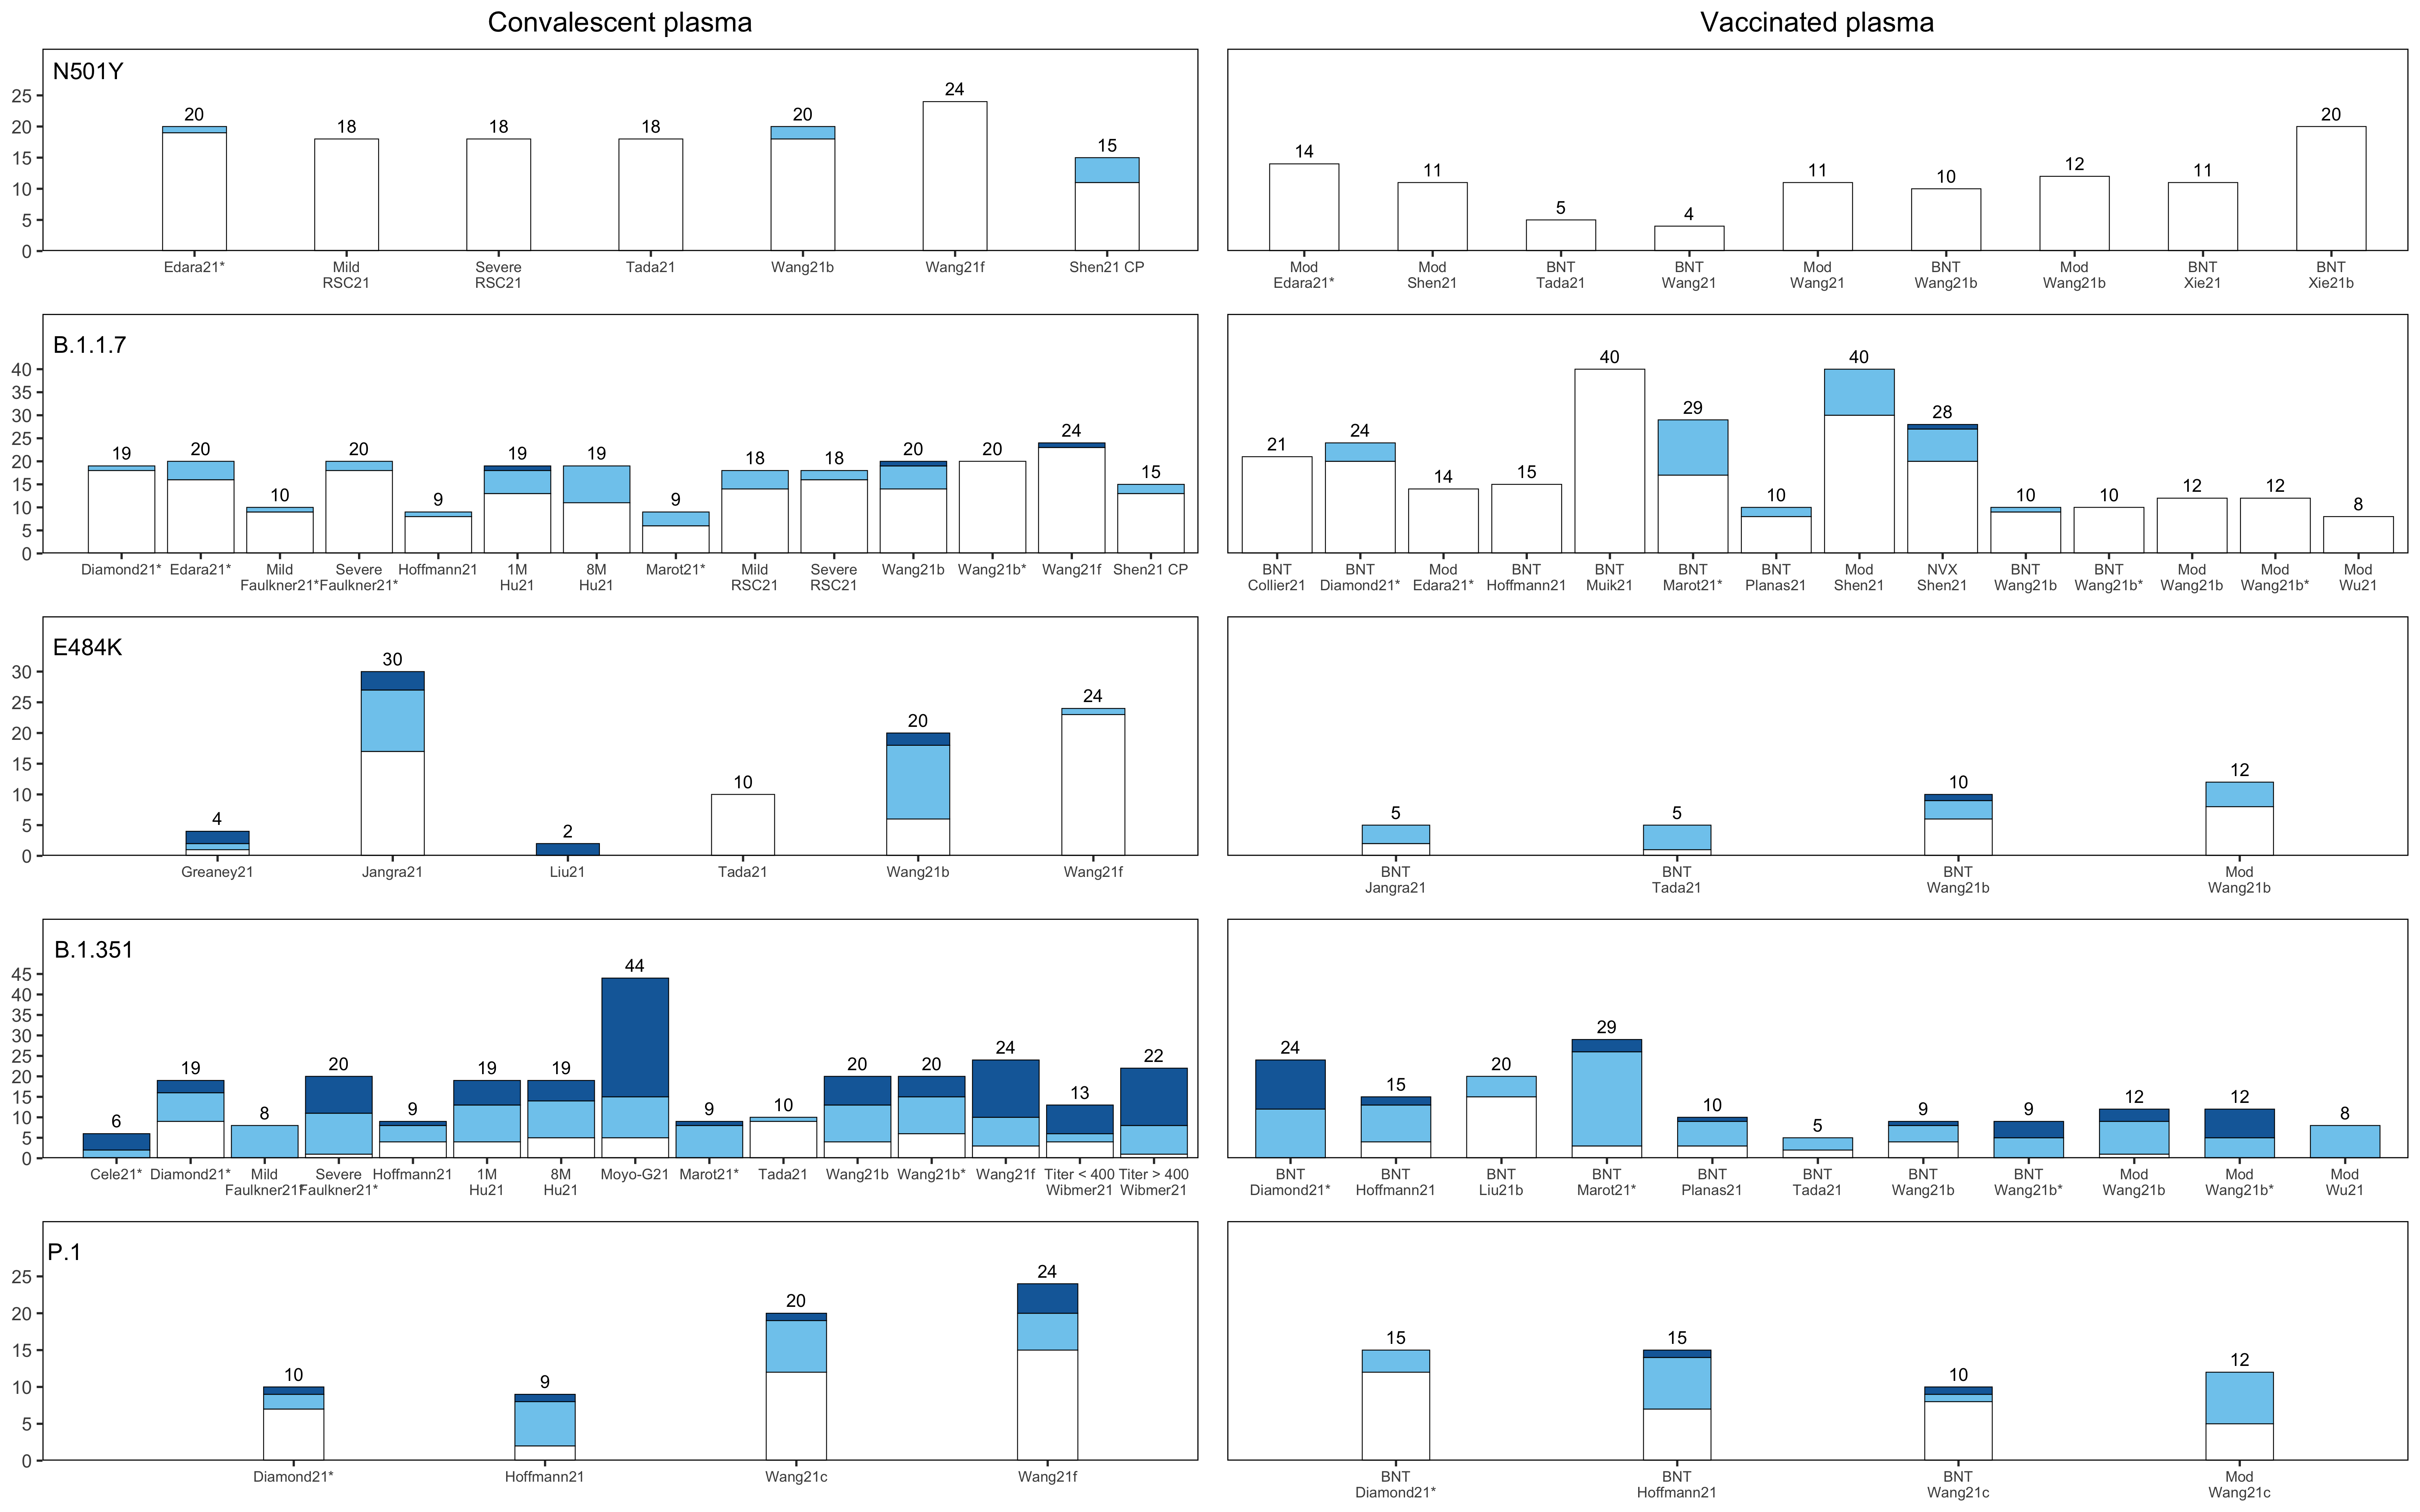 Convalescent plasma
Vaccinated plasma
N501Y
25
20
15
10
5
0
20
18
18
18
20
24
15
Edara21*
Mild
RSC21
Severe
RSC21
Tada21
Wang21b
Wang21f
Shen21 CP
14
11
5
4
11
10
12
11
20
Mod
Edara21*
Mod
Shen21
BNT
Tada21
BNT
Wang21
Mod
Wang21
BNT
Wang21b
Mod
Wang21b
BNT
Xie21
BNT
Xie21b
B.1.1.7
40
35
30
25
20
15
10
5
0
19
20
10
20
9
19
19
9
18
18
20
20
24
15
Diamond21*
Edara21*
Mild
Faulkner21*
Severe
Faulkner21*
Hoffmann21
1M
Hu21
8M
Hu21
Marot21*
Mild
RSC21
Severe
RSC21
Wang21b
Wang21b*
Wang21f
Shen21 CP
21
24
14
15
40
29
10
40
28
10
10
12
12
8
BNT
Collier21
BNT
Diamond21*
Mod
Edara21*
BNT
Hoffmann21
BNT
Muik21
BNT
Marot21*
BNT
Planas21
Mod
Shen21
NVX
Shen21
BNT
Wang21b
BNT
Wang21b*
Mod
Wang21b
Mod
Wang21b*
Mod
Wu21
E484K
30
25
20
15
10
5
0
4
30
2
10
20
24
Greaney21
Jangra21
Liu21
Tada21
Wang21b
Wang21f
5
5
10
12
BNT
Jangra21
BNT
Tada21
BNT
Wang21b
Mod
Wang21b
B.1.351
45
40
35
30
25
20
15
10
5
0
6
19
8
20
9
19
19
44
9
10
20
20
24
13
22
Cele21*
Diamond21*
Mild
Faulkner21*
Severe
Faulkner21*
Hoffmann21
1M
Hu21
8M
Hu21
Moyo-G21
Marot21*
Tada21
Wang21b
Wang21b*
Wang21f
Titer < 400
Wibmer21
Titer > 400
Wibmer21
24
15
20
29
10
5
9
9
12
12
8
BNT
Diamond21*
BNT
Hoffmann21
BNT
Liu21b
BNT
Marot21*
BNT
Planas21
BNT
Tada21
BNT
Wang21b
BNT
Wang21b*
Mod
Wang21b
Mod
Wang21b*
Mod
Wu21
P.1
25
20
15
10
5
0
10
9
20
24
Diamond21*
Hoffmann21
Wang21c
Wang21f
15
15
10
12
BNT
Diamond21*
BNT
Hoffmann21
BNT
Wang21c
Mod
Wang21c